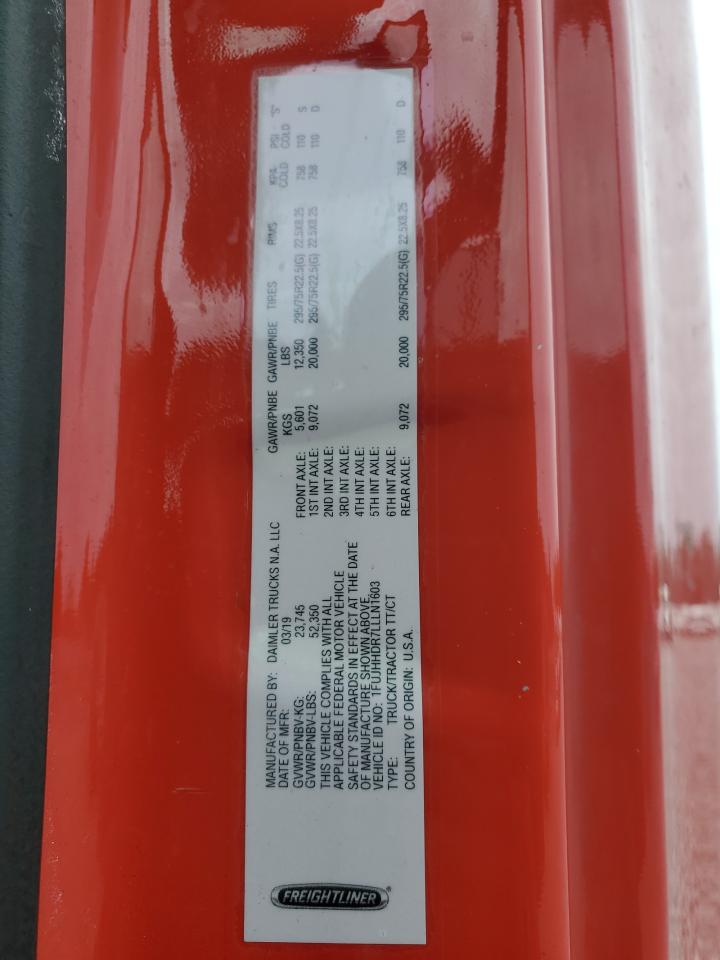 FREIGHTLINER®
MANUFACTURED BY: DAIMLER TRUCKS N.A. LLC
DATE OF MFR: 03/19
GVWR/PNBV-KG: 23,745
GVWR/PNBV-LBS: 52,350
THIS VEHICLE COMPLIES WITH ALL
APPLICABLE FEDERAL MOTOR VEHICLE
SAFETY STANDARDS IN EFFECT AT THE DATE
OF MANUFACTURE SHOWN ABOVE.
VEHICLE ID NO: 1FUJHHDR7LLLN1603
TYPE: TRUCK/TRACTOR TT/CT
COUNTRY OF ORIGIN: U.S.A.
GAWR/PNBE GAWR/PNBE TIRES RIMS KPA PSI "S"
KGS LBS COLD COLD
FRONT AXLE: 5,601 12,350 295/75R22.5(G) 22.5X8.25 758 110 S
1ST INT AXLE: 9,072 20,000 295/75R22.5(G) 22.5X8.25 758 110 D
2ND INT AXLE:
3RD INT AXLE:
4TH INT AXLE:
5TH INT AXLE:
6TH INT AXLE:
REAR AXLE: 9,072 20,000 295/75R22.5(G) 22.5X8.25 758 110 D